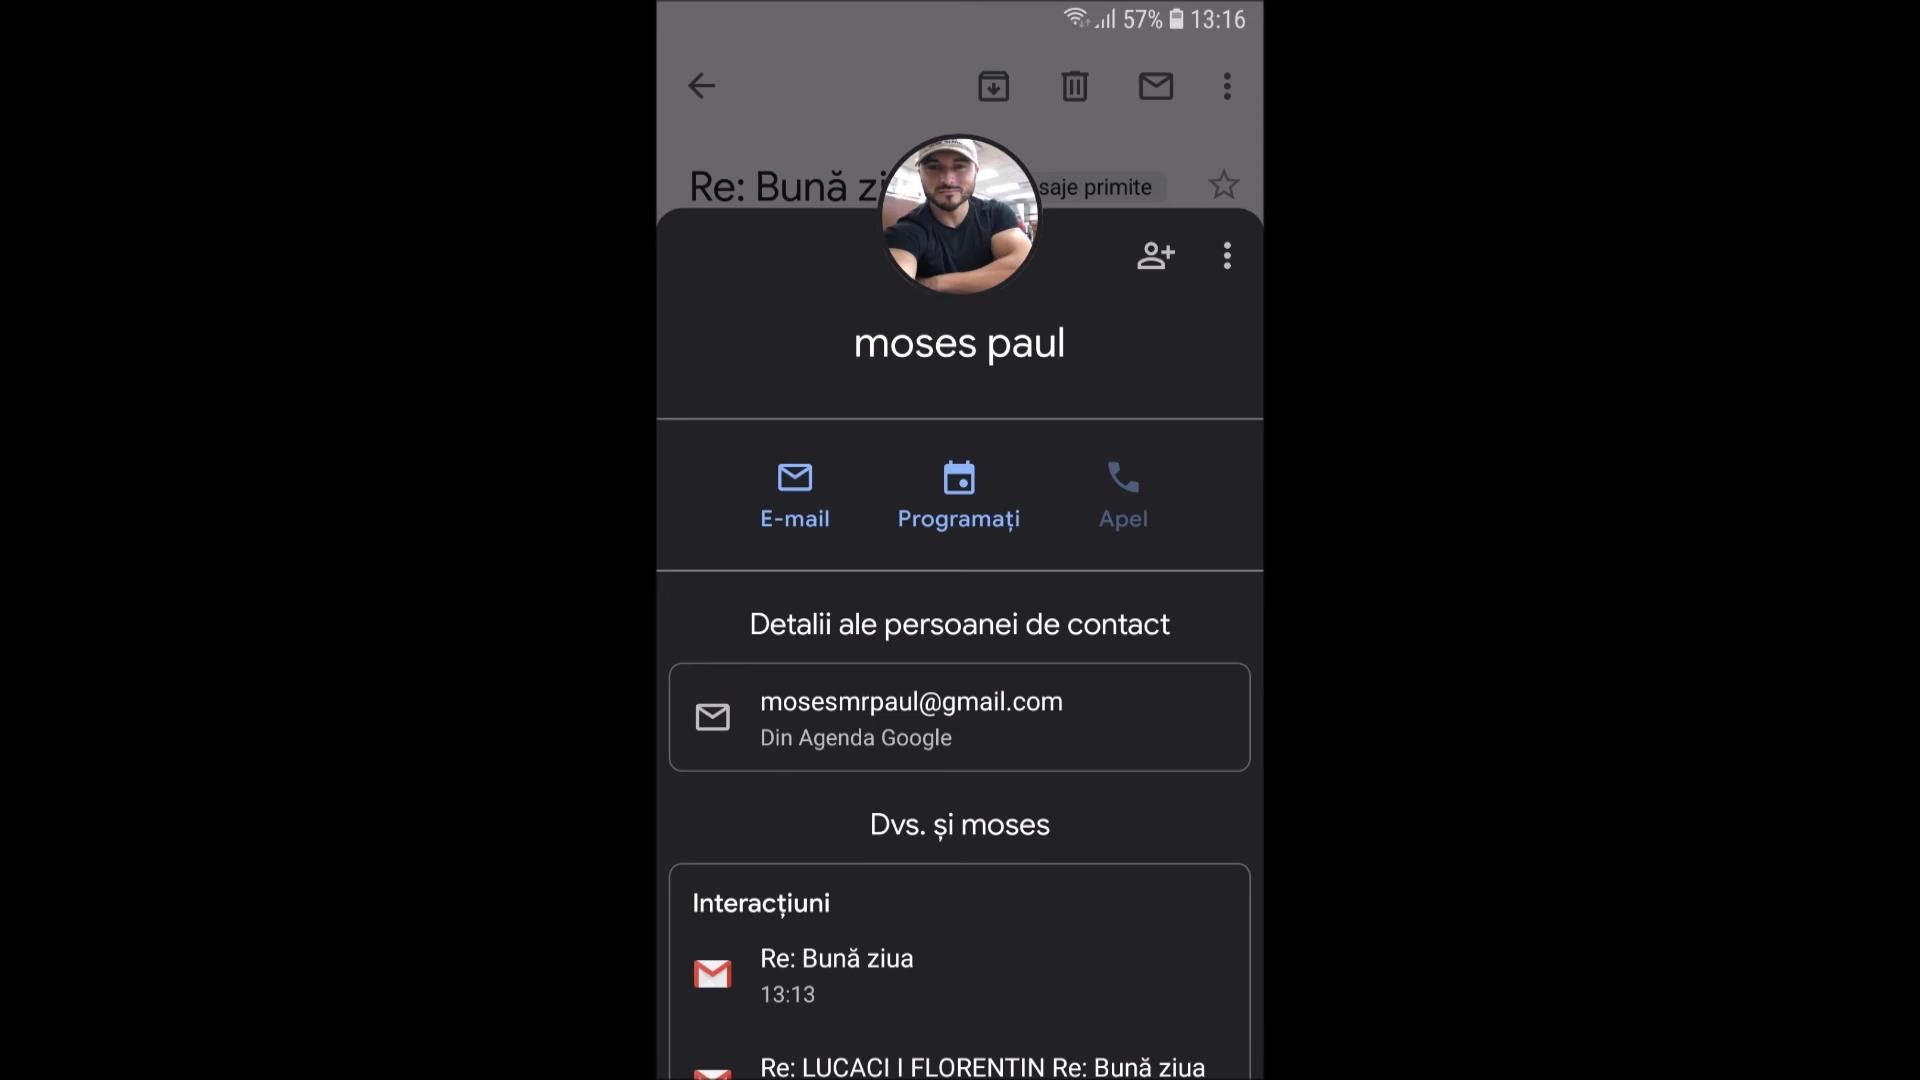 57% 13:16
Re: Bună zi
saje primite
moses paul
E-mail
Programați
Apel
Detalii ale persoanei de contact
mosesmrpaul@gmail.com
Din Agenda Google
Dvs. și moses
Interacțiuni
Re: Bună ziua
13:13
Re: LUCACI I FLORENTIN Re: Bună ziua